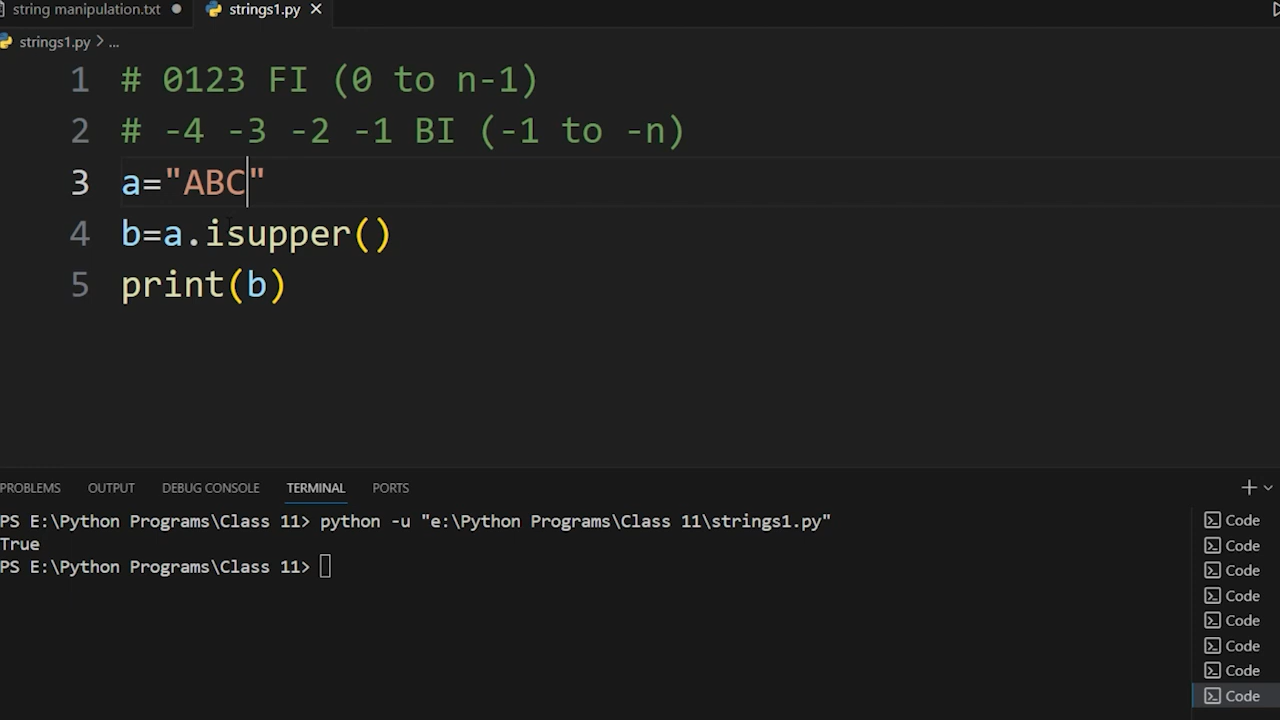 string manipulation.txt
strings1.py
strings1.py > ...
1 # 0123 FI (0 to n-1)
2 # -4 -3 -2 -1 BI (-1 to -n)
3 a="ABC"
4 b=a.isupper()
5 print(b)
PROBLEMS OUTPUT DEBUG CONSOLE TERMINAL PORTS
PS E:\Python Programs\Class 11> python -u "e:\Python Programs\Class 11\strings1.py"
True
PS E:\Python Programs\Class 11>
Code
Code
Code
Code
Code
Code
Code
Code